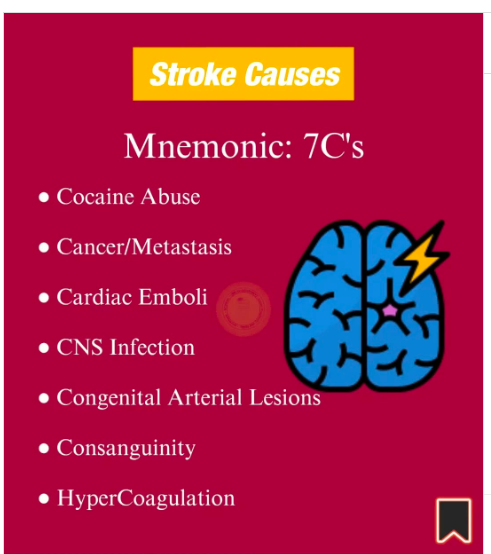 Stroke Causes
Mnemonic: 7C's
● Cocaine Abuse
● Cancer/Metastasis
● Cardiac Emboli
● CNS Infection
● Congenital Arterial Lesions
● Consanguinity
● HyperCoagulation